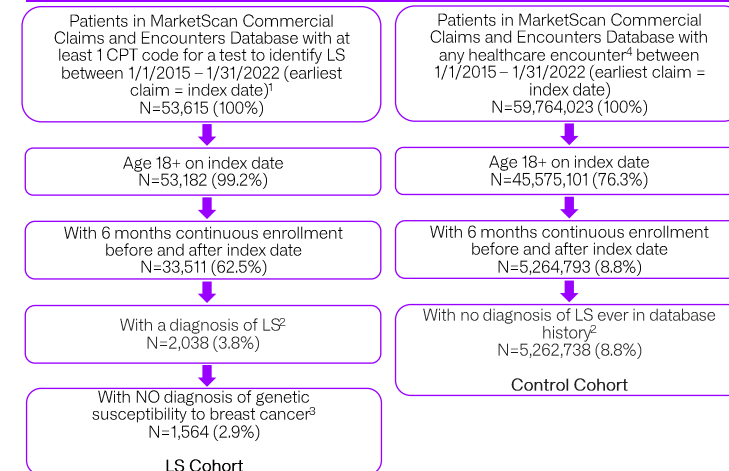 Patients in MarketScan Commercial
Claims and Encounters Database with at
least 1 CPT code for a test to identify LS
between 1/1/2015 – 1/31/2022 (earliest
claim = index date)¹
N=53,615 (100%)
Age 18+ on index date
N=53,182 (99.2%)
With 6 months continuous enrollment
before and after index date
N=33,511 (62.5%)
With a diagnosis of LS²
N=2,038 (3.8%)
With NO diagnosis of genetic
susceptibility to breast cancer³
N=1,564 (2.9%)
LS Cohort
Patients in MarketScan Commercial
Claims and Encounters Database with
any healthcare encounter⁴ between
1/1/2015 – 1/31/2022 (earliest claim =
index date)
N=59,764,023 (100%)
Age 18+ on index date
N=45,575,101 (76.3%)
With 6 months continuous enrollment
before and after index date
N=5,264,793 (8.8%)
With no diagnosis of LS ever in database
history²
N=5,262,738 (8.8%)
Control Cohort